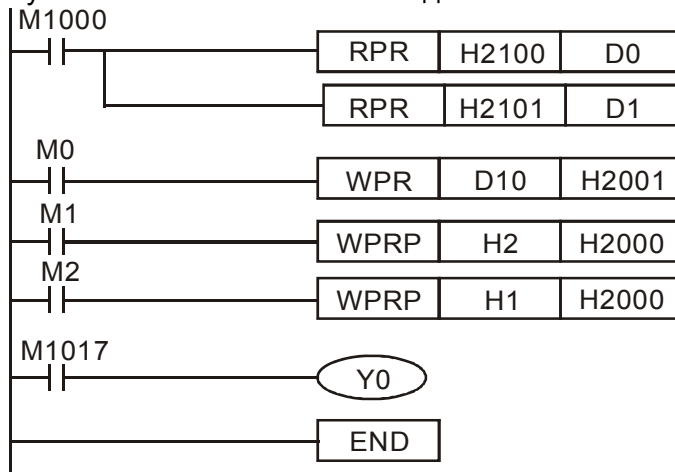 M1000
RPR H2100 D0
RPR H2101 D1
M0
WPR D10 H2001
M1
WPRP H2 H2000
M2
WPRP H1 H2000
M1017
Y0
END